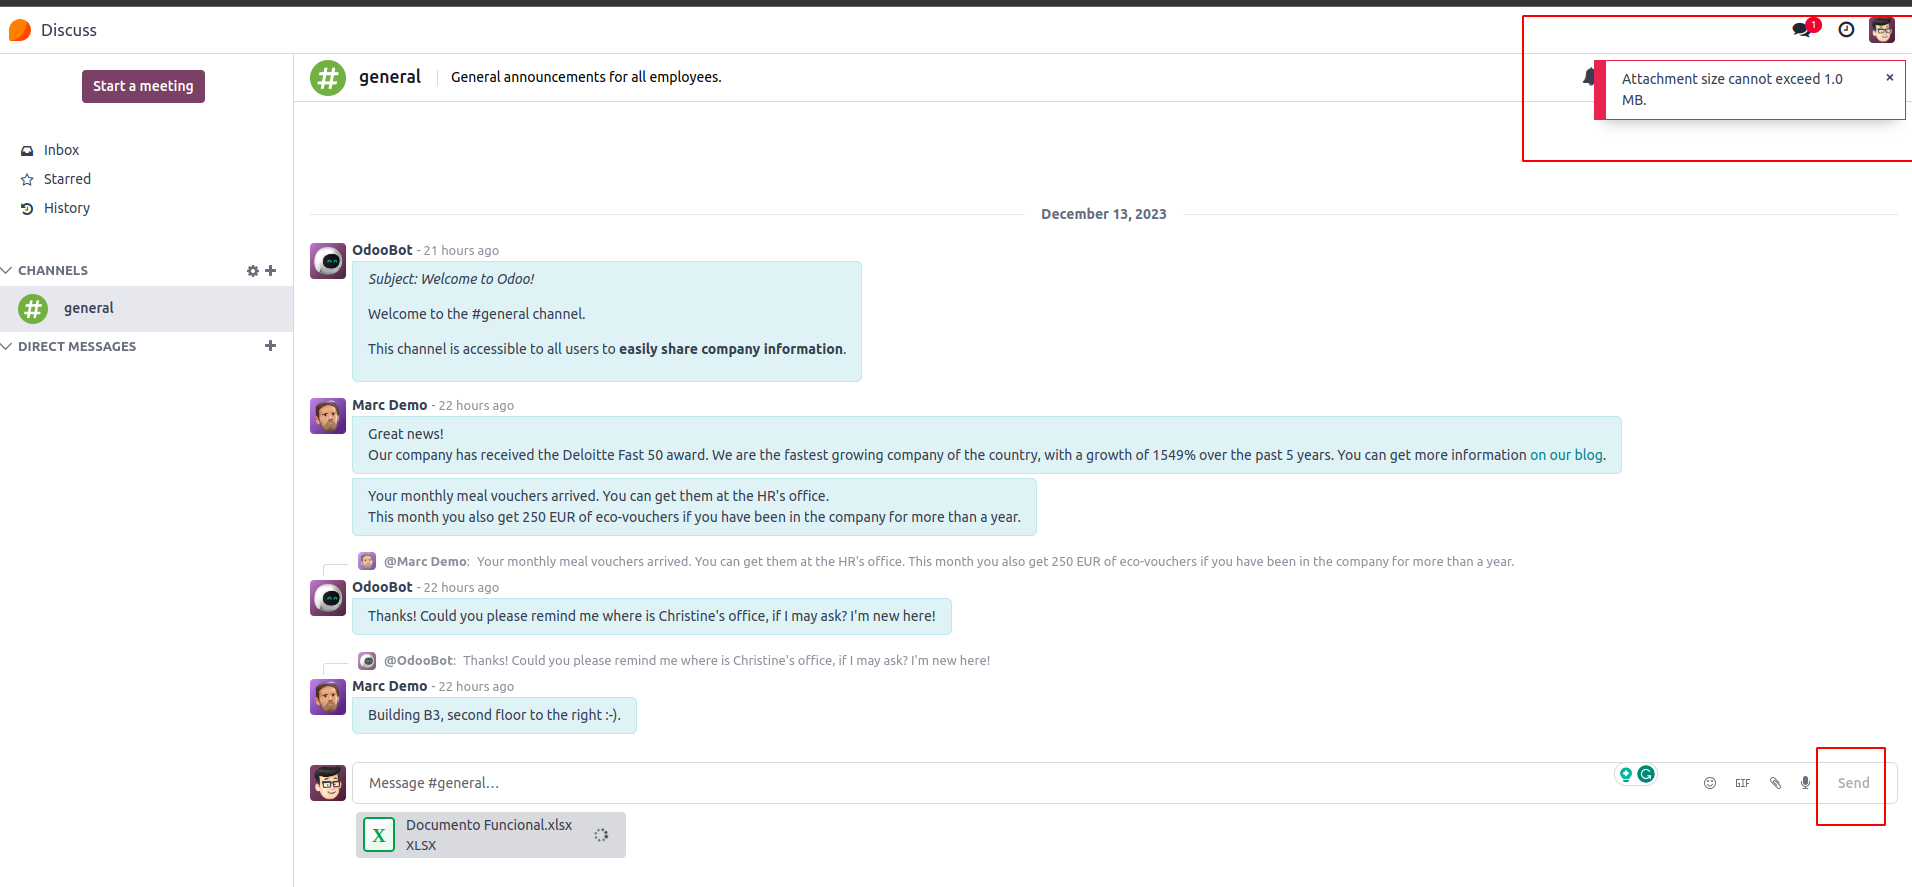 Discuss
1
Start a meeting
general
General announcements for all employees.
Attachment size cannot exceed 1.0
MB.
Inbox
Starred
History
CHANNELS
general
DIRECT MESSAGES
December 13, 2023
OdooBot - 21 hours ago
Subject: Welcome to Odoo!
Welcome to the #general channel.
This channel is accessible to all users to easily share company information.
Marc Demo - 22 hours ago
Great news!
Our company has received the Deloitte Fast 50 award. We are the fastest growing company of the country, with a growth of 1549% over the past 5 years. You can get more information on our blog.
Your monthly meal vouchers arrived. You can get them at the HR's office.
This month you also get 250 EUR of eco-vouchers if you have been in the company for more than a year.
@Marc Demo: Your monthly meal vouchers arrived. You can get them at the HR's office. This month you also get 250 EUR of eco-vouchers if you have been in the company for more than a year.
OdooBot - 22 hours ago
Thanks! Could you please remind me where is Christine's office, if I may ask? I'm new here!
@OdooBot: Thanks! Could you please remind me where is Christine's office, if I may ask? I'm new here!
Marc Demo - 22 hours ago
Building B3, second floor to the right :-).
Message #general…
GIF
Send
X
Documento Funcional.xlsx
XLSX